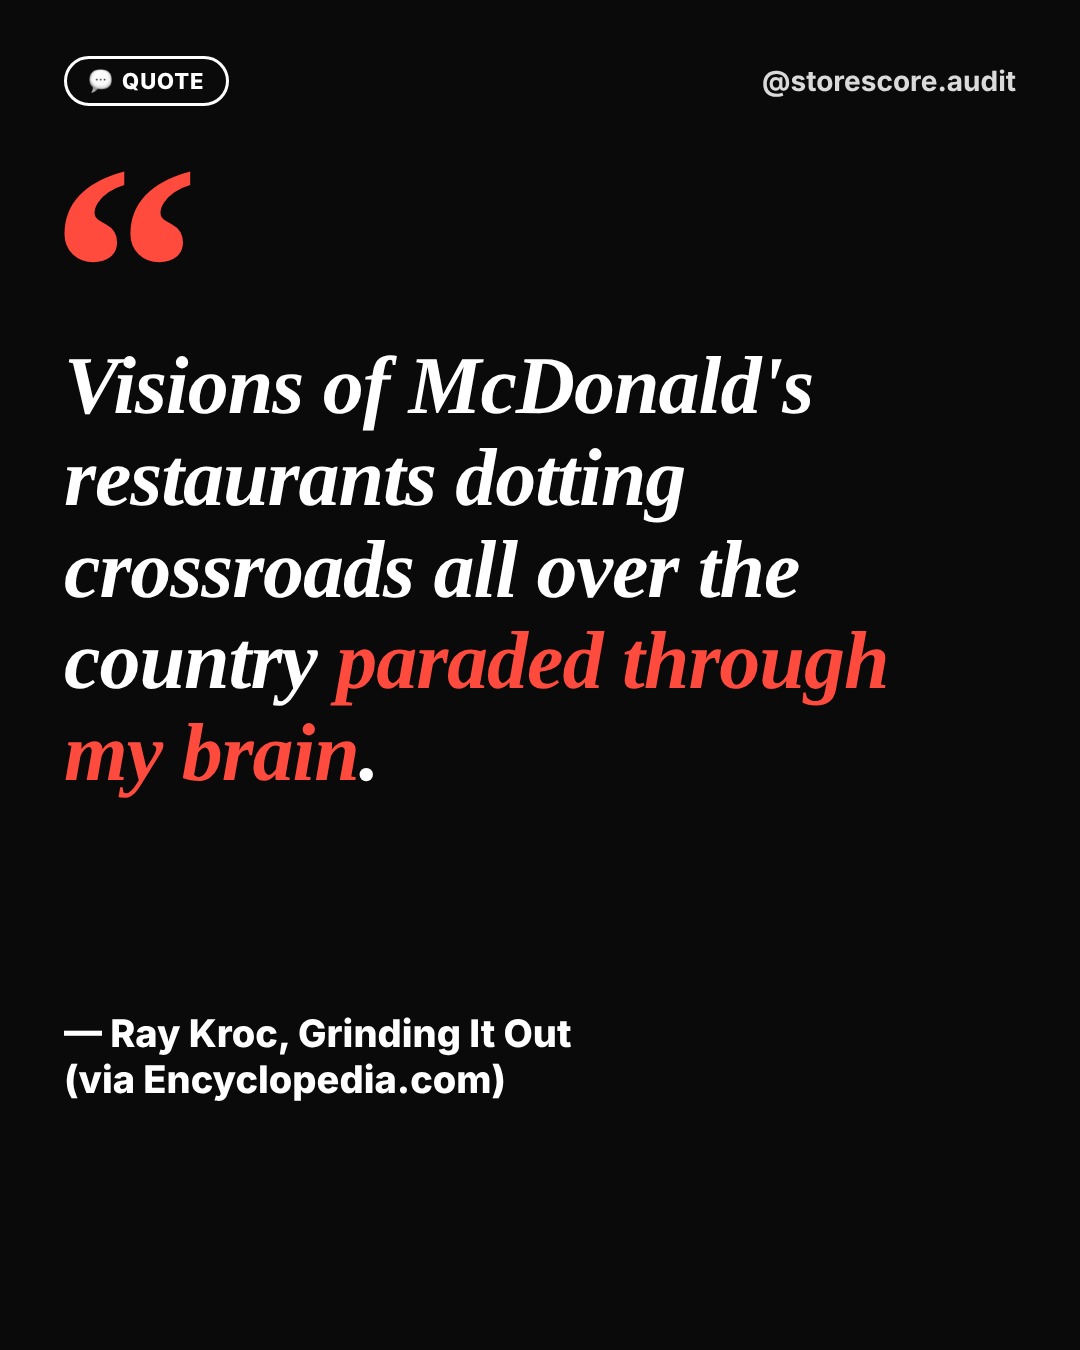 💬 QUOTE
@storescore.audit
“
Visions of McDonald's
restaurants dotting
crossroads all over the
country paraded through
my brain.
— Ray Kroc, Grinding It Out
(via Encyclopedia.com)